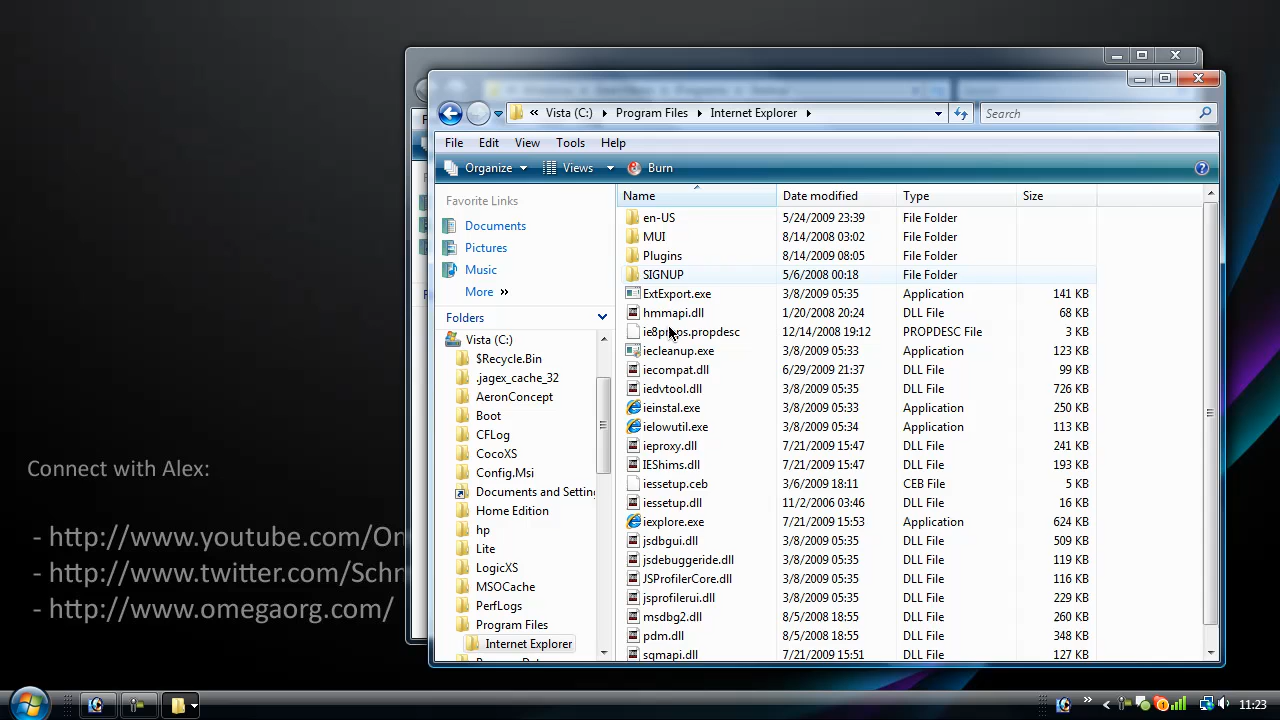 « Vista (C:) Program Files Internet Explorer
Search
File Edit View Tools Help
Organize Views Burn
Favorite Links
Documents
Pictures
Music
More »
Folders
Vista (C:)
$Recycle.Bin
.jagex_cache_32
AeronConcept
Boot
CFLog
CocoXS
Config.Msi
Documents and Setting
Home Edition
hp
Lite
LogicXS
MSOCache
PerfLogs
Program Files
Internet Explorer
Name Date modified Type Size
en-US 5/24/2009 23:39 File Folder
MUI 8/14/2008 03:02 File Folder
Plugins 8/14/2009 08:05 File Folder
SIGNUP 5/6/2008 00:18 File Folder
ExtExport.exe 3/8/2009 05:35 Application 141 KB
hmmapi.dll 1/20/2008 20:24 DLL File 68 KB
ie8props.propdesc 12/14/2008 19:12 PROPDESC File 3 KB
iecleanup.exe 3/8/2009 05:33 Application 123 KB
iecompat.dll 6/29/2009 21:37 DLL File 99 KB
iedvtool.dll 3/8/2009 05:35 DLL File 726 KB
ieinstal.exe 3/8/2009 05:33 Application 250 KB
ielowutil.exe 3/8/2009 05:34 Application 113 KB
ieproxy.dll 7/21/2009 15:47 DLL File 241 KB
IEShims.dll 7/21/2009 15:47 DLL File 193 KB
iessetup.ceb 3/6/2009 18:11 CEB File 5 KB
iessetup.dll 11/2/2006 03:46 DLL File 16 KB
iexplore.exe 7/21/2009 15:53 Application 624 KB
jsdbgui.dll 3/8/2009 05:35 DLL File 509 KB
jsdebuggeride.dll 3/8/2009 05:35 DLL File 119 KB
JSProfilerCore.dll 3/8/2009 05:35 DLL File 116 KB
jsprofilerui.dll 3/8/2009 05:35 DLL File 229 KB
msdbg2.dll 8/5/2008 18:55 DLL File 260 KB
pdm.dll 8/5/2008 18:55 DLL File 348 KB
sqmapi.dll 7/21/2009 15:51 DLL File 127 KB
Connect with Alex:
- http://www.youtube.com/On
- http://www.twitter.com/Schn
- http://www.omegaorg.com/
11:23